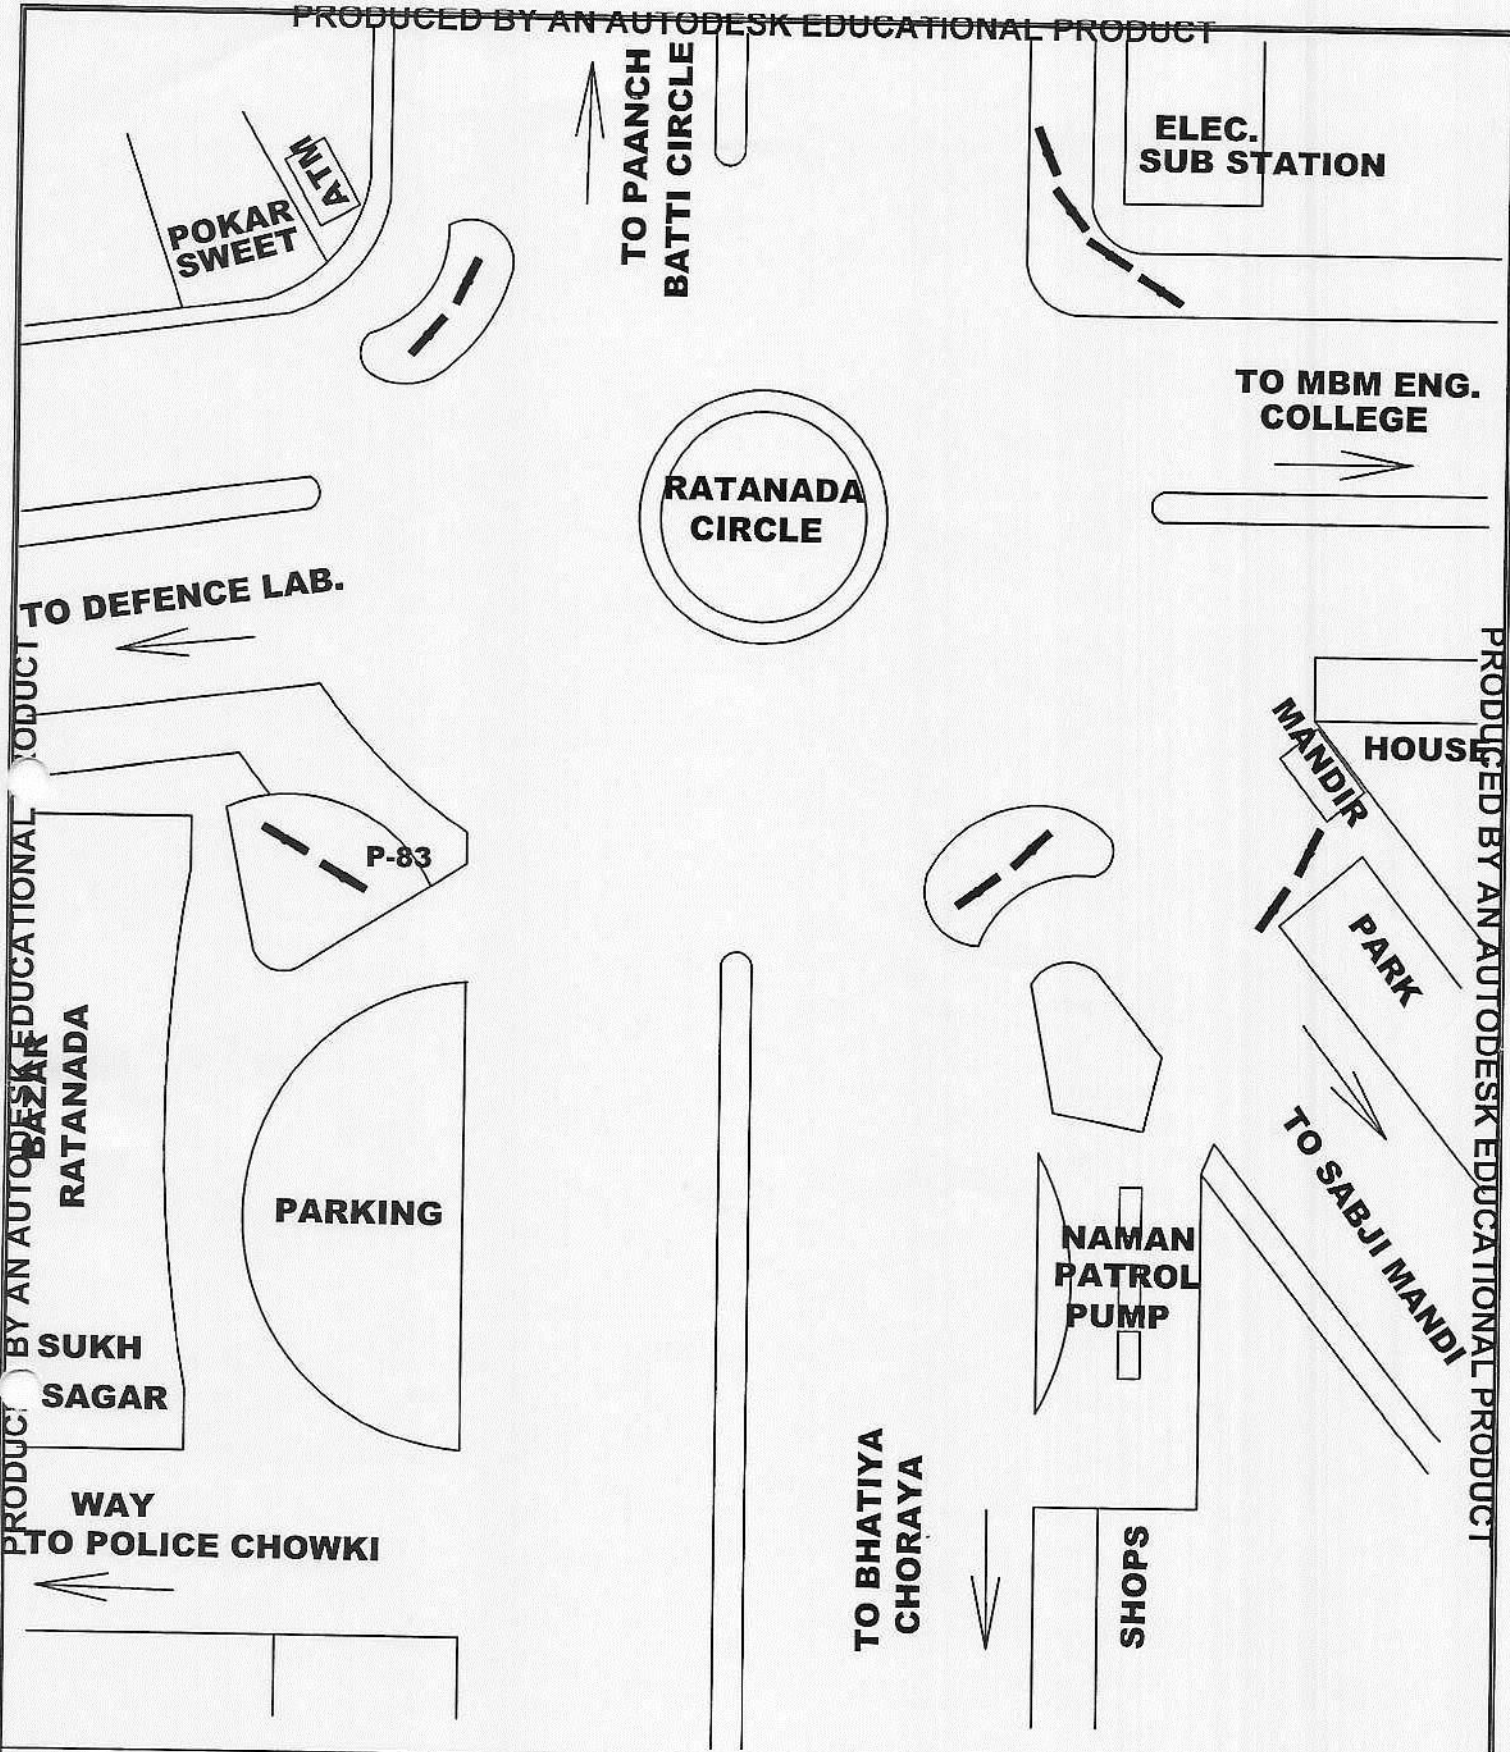 PRODUCED BY AN AUTODESK EDUCATIONAL PRODUCT
TO PAANCH
BATTI CIRCLE
ELEC.
SUB STATION
ATM
POKAR
SWEET
TO MBM ENG.
COLLEGE
RATANADA
CIRCLE
TO DEFENCE LAB.
MANDIR
HOUSE
P-83
PARK
BAZAR
RATANADA
PARKING
TO SABJI MANDI
NAMAN
PATROL
PUMP
SUKH
SAGAR
WAY
TO POLICE CHOWKI
TO BHATIYA
CHORAYA
SHOPS
PRODUC BY AN AUTODESK EDUCATIONAL RODUCT
PRODUCED BY AN AUTODESK EDUCATIONAL PRODUCT